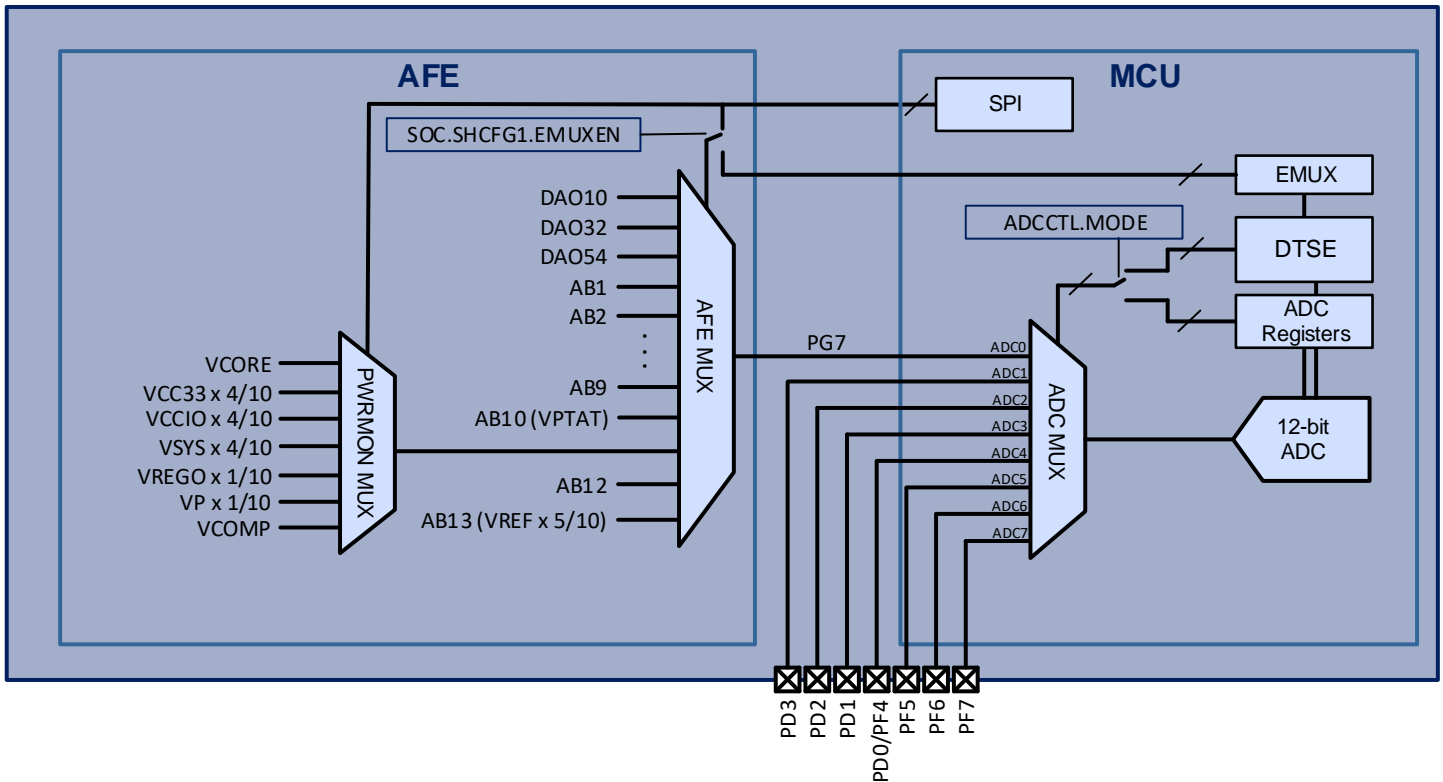 AFE
MCU
SPI
SOC.SHCFG1.EMUXEN
EMUX
DAO10
DAO32
DAO54
AB1
AB2
AB9
AB10 (VPTAT)
AB12
AB13 (VREF x 5/10)
AFE MUX
ADCCTL.MODE
DTSE
ADC
Registers
VCORE
VCC33 x 4/10
VCCIO x 4/10
VSYS x 4/10
VREGO x 1/10
VP x 1/10
VCOMP
PWRMON MUX
PG7
ADC0
ADC1
ADC2
ADC3
ADC4
ADC5
ADC6
ADC7
ADC MUX
12-bit
ADC
PD3
PD2
PD1
PD0/PF4
PF5
PF6
PF7